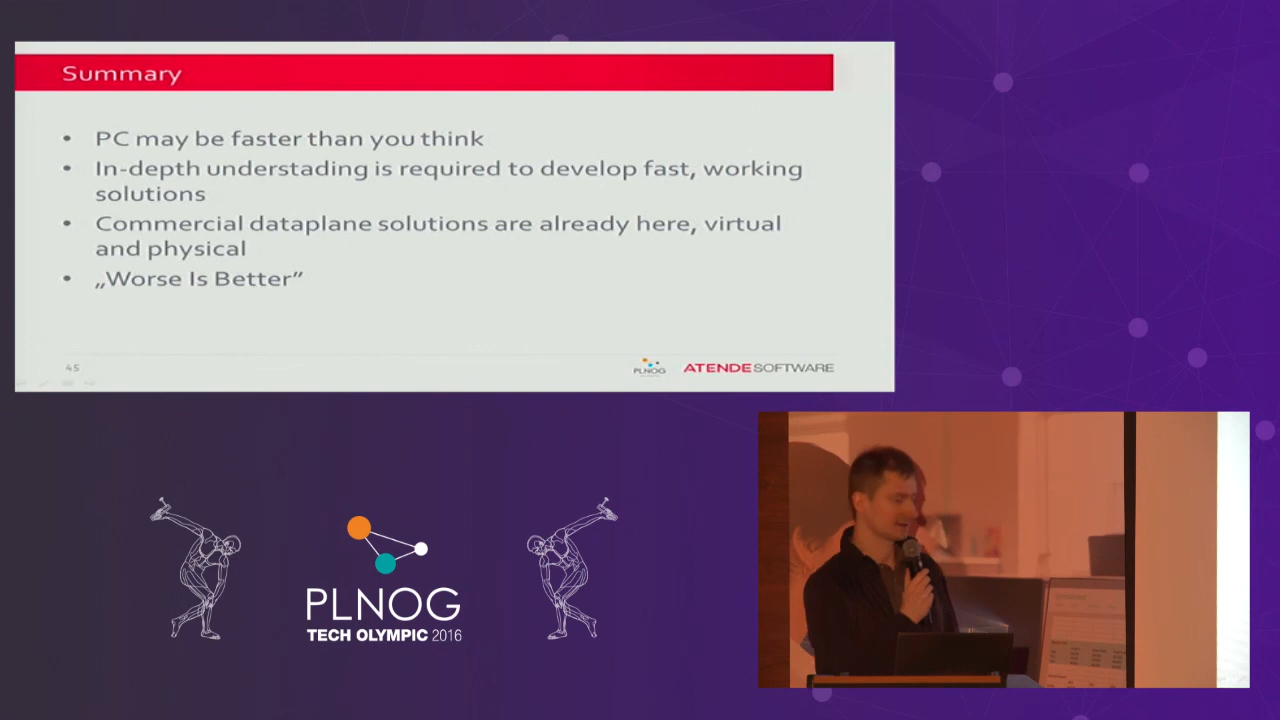 Summary
• PC may be faster than you think
• In-depth understading is required to develop fast, working
solutions
• Commercial dataplane solutions are already here, virtual
and physical
• „Worse Is Better”
45
PLNOG
ATENDESOFTWARE
PLNOG
TECH OLYMPIC 2016